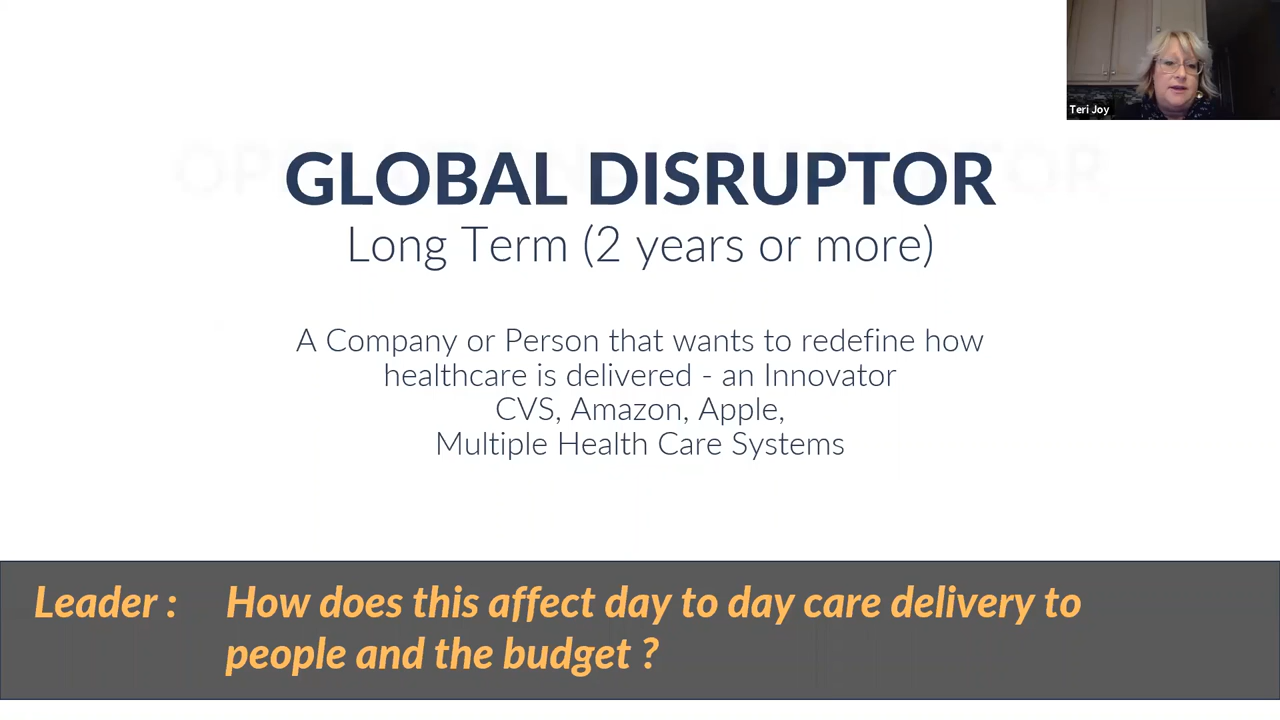 Teri Joy
GLOBAL DISRUPTOR
Long Term (2 years or more)
A Company or Person that wants to redefine how
healthcare is delivered - an Innovator
CVS, Amazon, Apple,
Multiple Health Care Systems
Leader : How does this affect day to day care delivery to
people and the budget ?